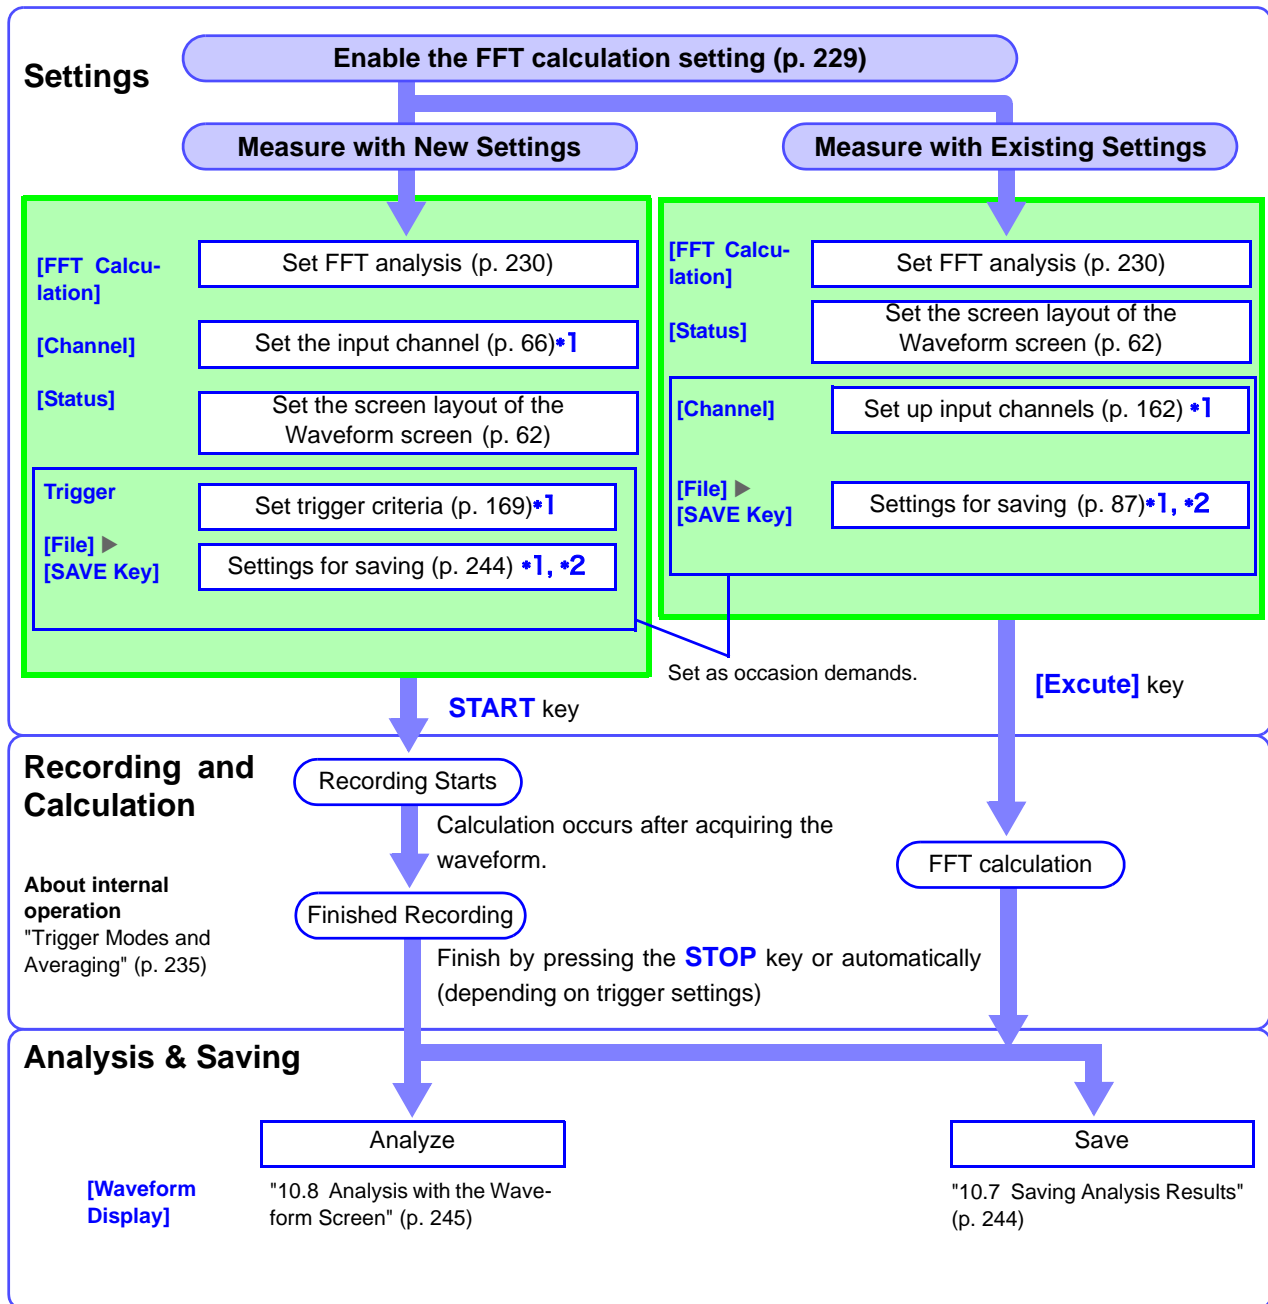 Settings
Enable the FFT calculation setting (p. 229)
Measure with New Settings
Measure with Existing Settings
[FFT Calcu-
lation]
Set FFT analysis (p. 230)
[Channel]
Set the input channel (p. 66)*1
[Status]
Set the screen layout of the
Waveform screen (p. 62)
Trigger
Set trigger criteria (p. 169)*1
[File] ▶
[SAVE Key]
Settings for saving (p. 244) *1, *2
[FFT Calcu-
lation]
Set FFT analysis (p. 230)
[Status]
Set the screen layout of the
Waveform screen (p. 62)
[Channel]
Set up input channels (p. 162) *1
[File] ▶
[SAVE Key]
Settings for saving (p. 87)*1, *2
Set as occasion demands.
START key
[Excute] key
Recording and
Calculation
Recording Starts
Calculation occurs after acquiring the
waveform.
FFT calculation
About internal
operation
"Trigger Modes and
Averaging" (p. 235)
Finished Recording
Finish by pressing the STOP key or automatically
(depending on trigger settings)
Analysis & Saving
Analyze
Save
[Waveform
Display]
"10.8 Analysis with the Wave-
form Screen" (p. 245)
"10.7 Saving Analysis Results"
(p. 244)